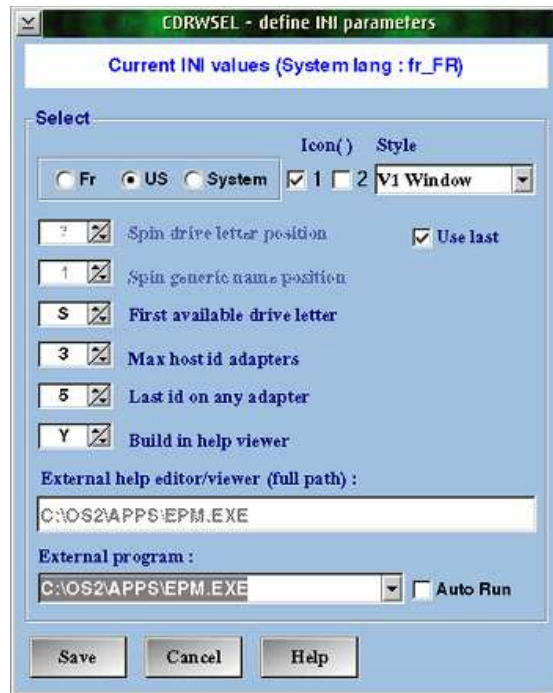 CDRWSEL - define INI parameters
Current INI values (System lang : fr_FR)
Select
Icon( ) Style
Fr US System 1 2 V1 Window
? Spin drive letter position Use last
1 Spin generic name position
S First available drive letter
3 Max host id adapters
5 Last id on any adapter
Y Build in help viewer
External help editor/viewer (full path) :
C:\OS2\APPS\EPM.EXE
External program :
C:\OS2\APPS\EPM.EXE Auto Run
Save Cancel Help